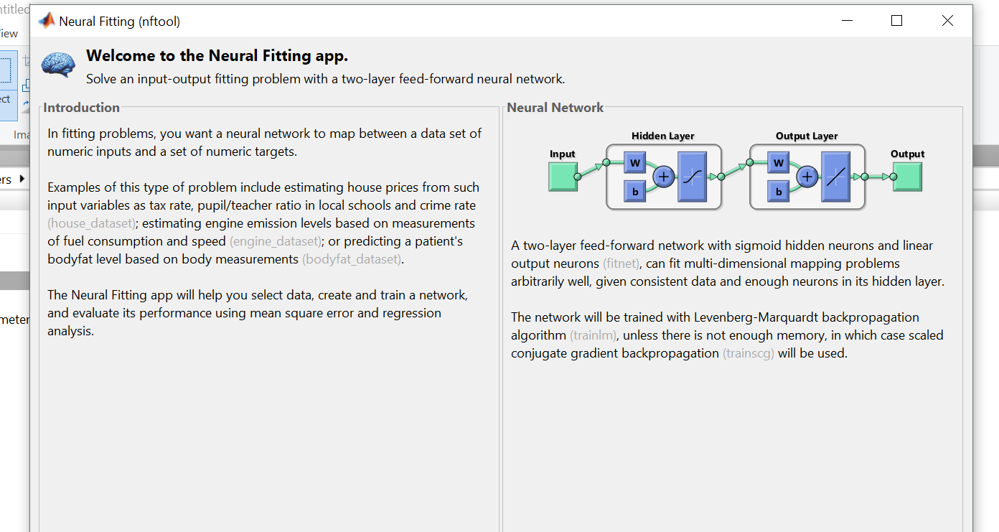 Neural Fitting (nftool)
Welcome to the Neural Fitting app.
Solve an input-output fitting problem with a two-layer feed-forward neural network.
Introduction
In fitting problems, you want a neural network to map between a data set of
numeric inputs and a set of numeric targets.
Examples of this type of problem include estimating house prices from such
input variables as tax rate, pupil/teacher ratio in local schools and crime rate
(house_dataset); estimating engine emission levels based on measurements
of fuel consumption and speed (engine_dataset); or predicting a patient's
bodyfat level based on body measurements (bodyfat_dataset).
The Neural Fitting app will help you select data, create and train a network,
and evaluate its performance using mean square error and regression
analysis.
Neural Network
Hidden Layer
Output Layer
Input
Output
W
b
W
b
A two-layer feed-forward network with sigmoid hidden neurons and linear
output neurons (fitnet), can fit multi-dimensional mapping problems
arbitrarily well, given consistent data and enough neurons in its hidden layer.
The network will be trained with Levenberg-Marquardt backpropagation
algorithm (trainlm), unless there is not enough memory, in which case scaled
conjugate gradient backpropagation (trainscg) will be used.